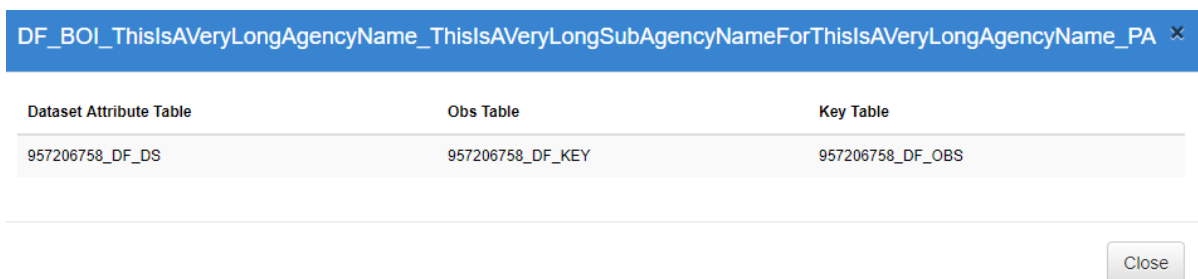 DF_BOI_ThisIsAVeryLongAgencyName_ThisIsAVeryLongSubAgencyNameForThisIsAVeryLongAgencyName_PA ×
Dataset Attribute Table Obs Table Key Table
957206758_DF_DS 957206758_DF_KEY 957206758_DF_OBS
Close